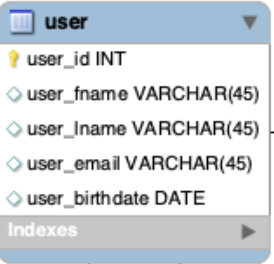 user
user_id INT
user_fname VARCHAR(45)
user_lname VARCHAR(45)
user_email VARCHAR(45)
user_birthdate DATE
Indexes